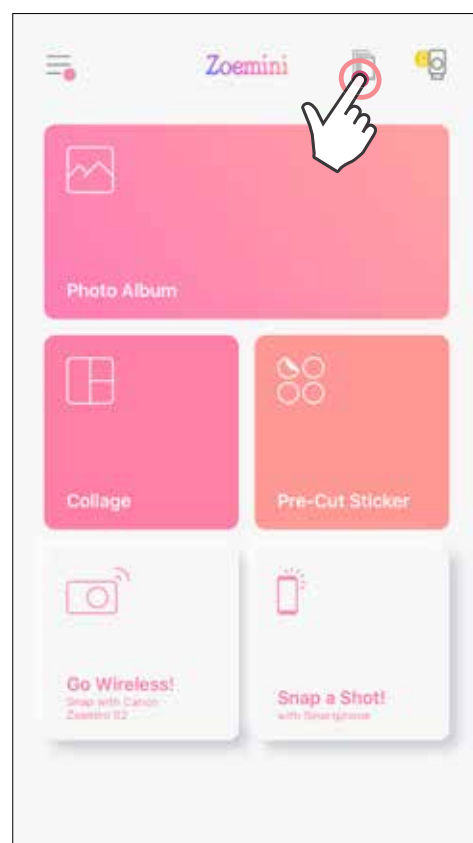 Zoemini
Photo Album
Collage
Pre-Cut Sticker
Go Wireless!
Snap with Canon
Zoemini S2
Snap a Shot!
with Smartphone